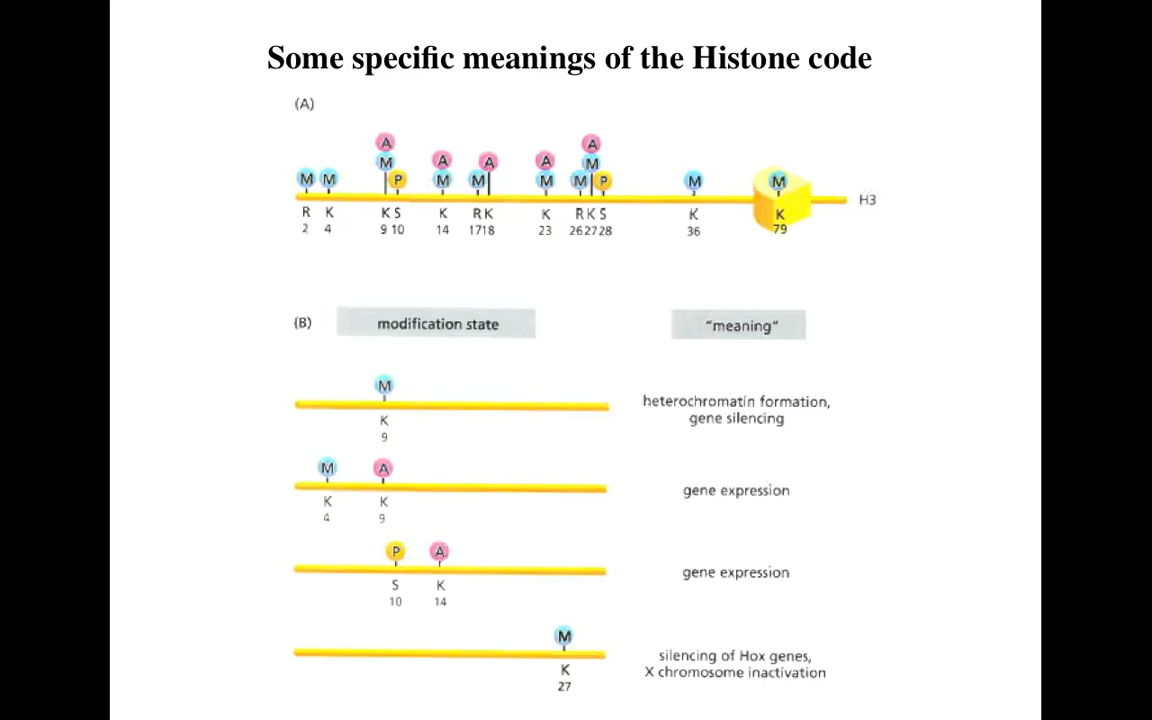 Some specific meanings of the Histone code
(A)
A A
M A A A M
M M P M M M M P M M
H3
R K K S K R K K R K S K K
2 4 9 10 14 17 18 23 26 27 28 36 79
(B) modification state "meaning"
M
K
9
heterochromatin formation,
gene silencing
M A
K K
4 9
gene expression
P A
S K
10 14
gene expression
M
K
27
silencing of Hox genes,
X chromosome inactivation